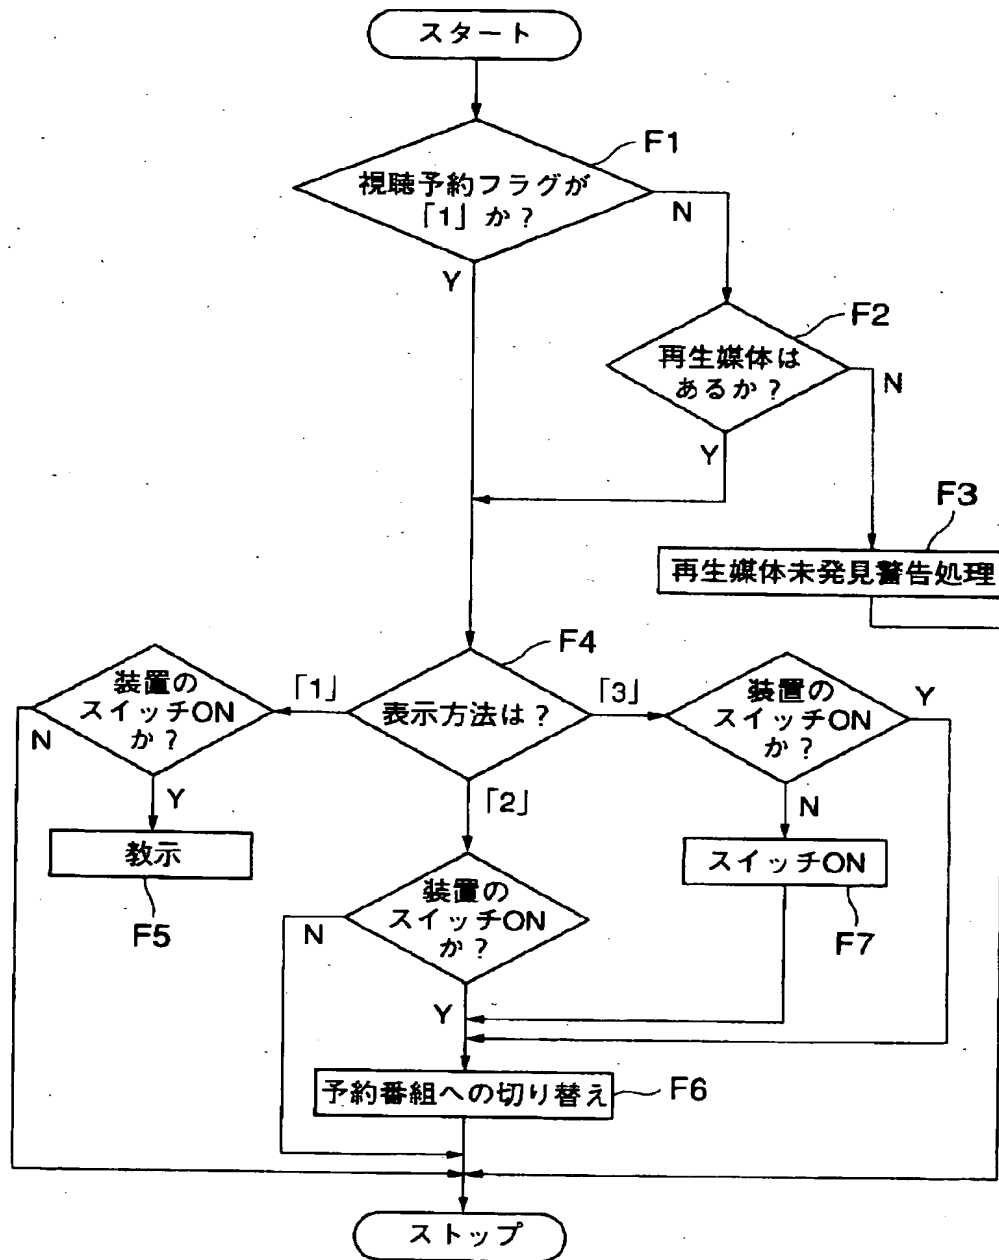 スタート
F1
視聴予約フラグが
「1」か?
N
Y
F2
再生媒体は
あるか?
N
Y
F3
再生媒体未発見警告処理
F4
表示方法は?
「1」
「3」
「2」
装置の
スイッチON
か?
N
Y
教示
F5
装置の
スイッチON
か?
Y
N
スイッチON
F7
装置の
スイッチON
か?
N
Y
予約番組への切り替え
F6
ストップ